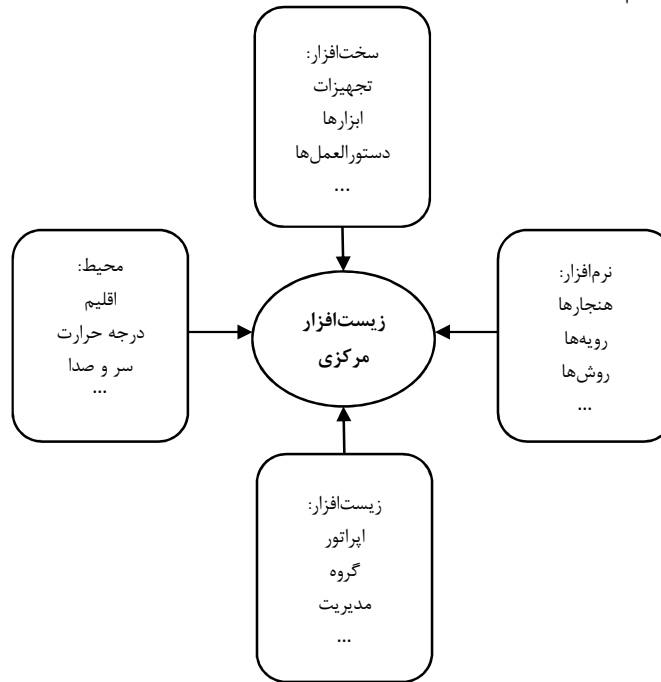 سخت‌افزار:
تجهیزات
ابزارها
دستورالعمل‌ها
...
نرم‌افزار:
هنجارها
رویه‌ها
روش‌ها
...
زیست‌افزار
مرکزی
محیط:
اقلیم
درجه حرارت
سر و صدا
...
زیست‌افزار:
اپراتور
گروه
مدیریت
...